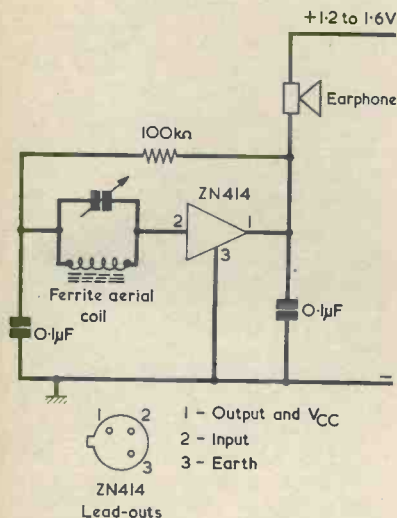 +1·2 to 1·6V
Earphone
100kΩ
ZN414
2
1
3
Ferrite aerial
coil
0·1µF
0·1µF
−
1 2
3
ZN414
Lead-outs
1 - Output and VCC
2 - Input
3 - Earth